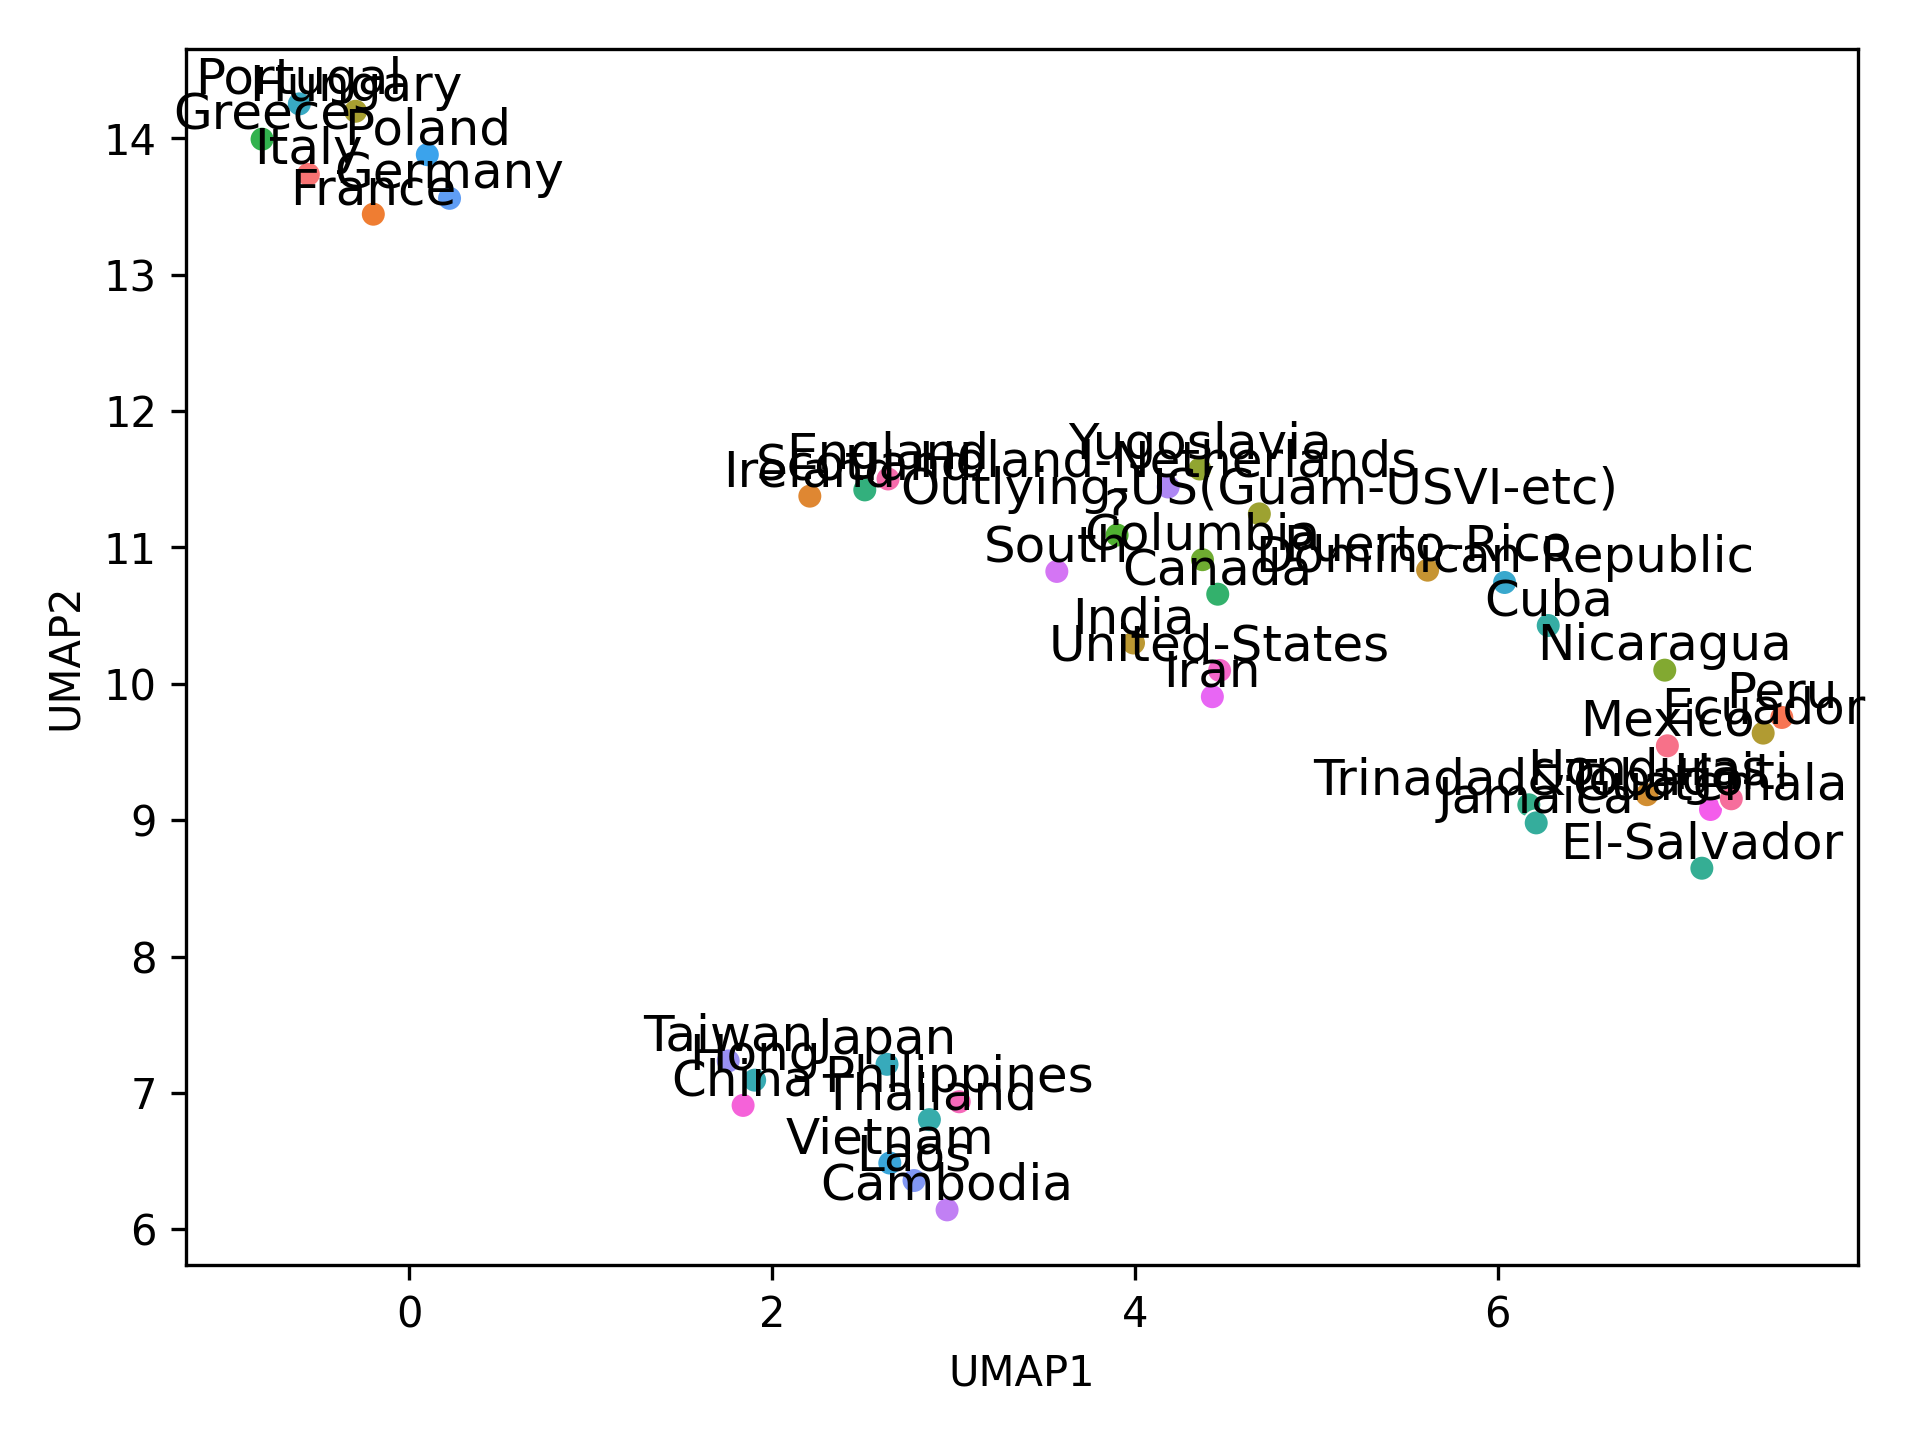 Portugal
Hungary
Greece
Poland
Italy
Germany
France
14
13
12
11
10
9
8
7
6
Yugoslavia
England
Scotland
Ireland
Holand-Netherlands
Outlying-US(Guam-USVI-etc)
?
Columbia
South
Puerto-Rico
Dominican-Republic
Canada
Cuba
India
United-States
Nicaragua
Iran
Peru
Ecuador
Mexico
Honduras
Haiti
Trinadad&Tobago
Guatemala
Jamaica
El-Salvador
Taiwan
Japan
Hong
China
Philippines
Thailand
Vietnam
Laos
Cambodia
0
2
4
6
UMAP1
UMAP2